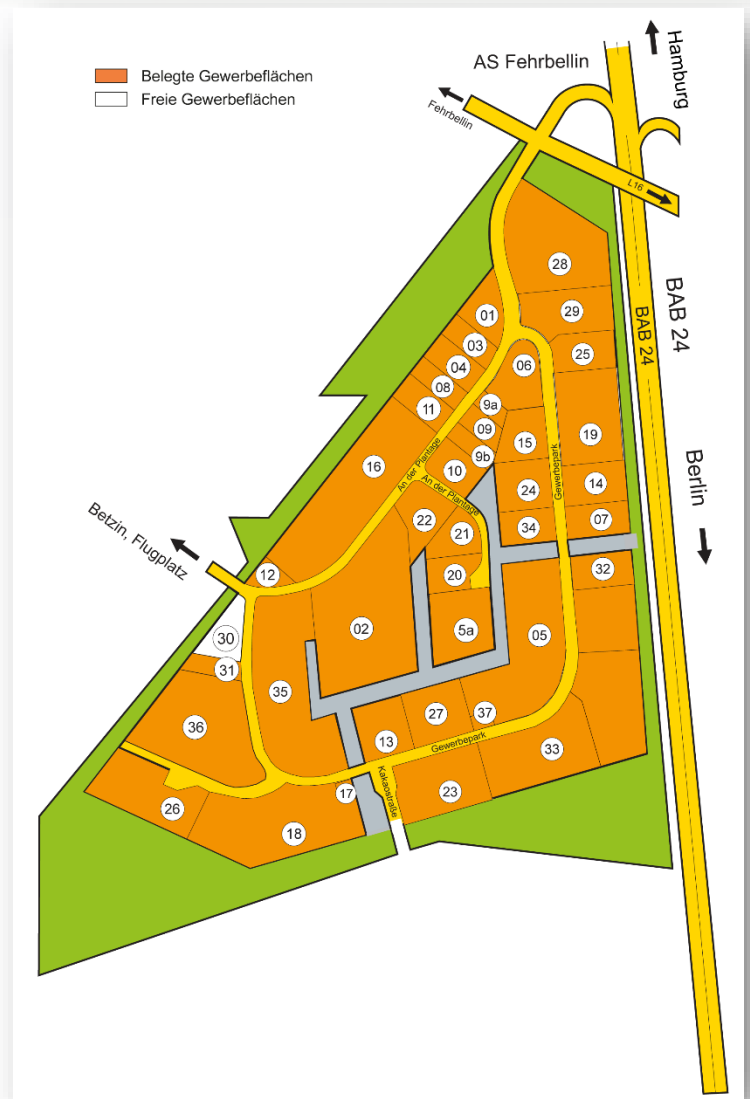 Hamburg
AS Fehrbellin
Belegte Gewerbeflächen
Freie Gewerbeflächen
Fehrbellin
L16
28
BAB 24
BAB 24
01
29
03
25
06
04
08
9a
11
09
19
15
9b
An der Plantage
16
10
Gewerbepark
14
An der Plantage
24
Berlin
22
07
34
21
Betzin, Flugplatz
12
20
32
02
5a
05
30
31
35
36
27
37
13
Gewerbepark
33
Kakaostraße
17
23
26
18